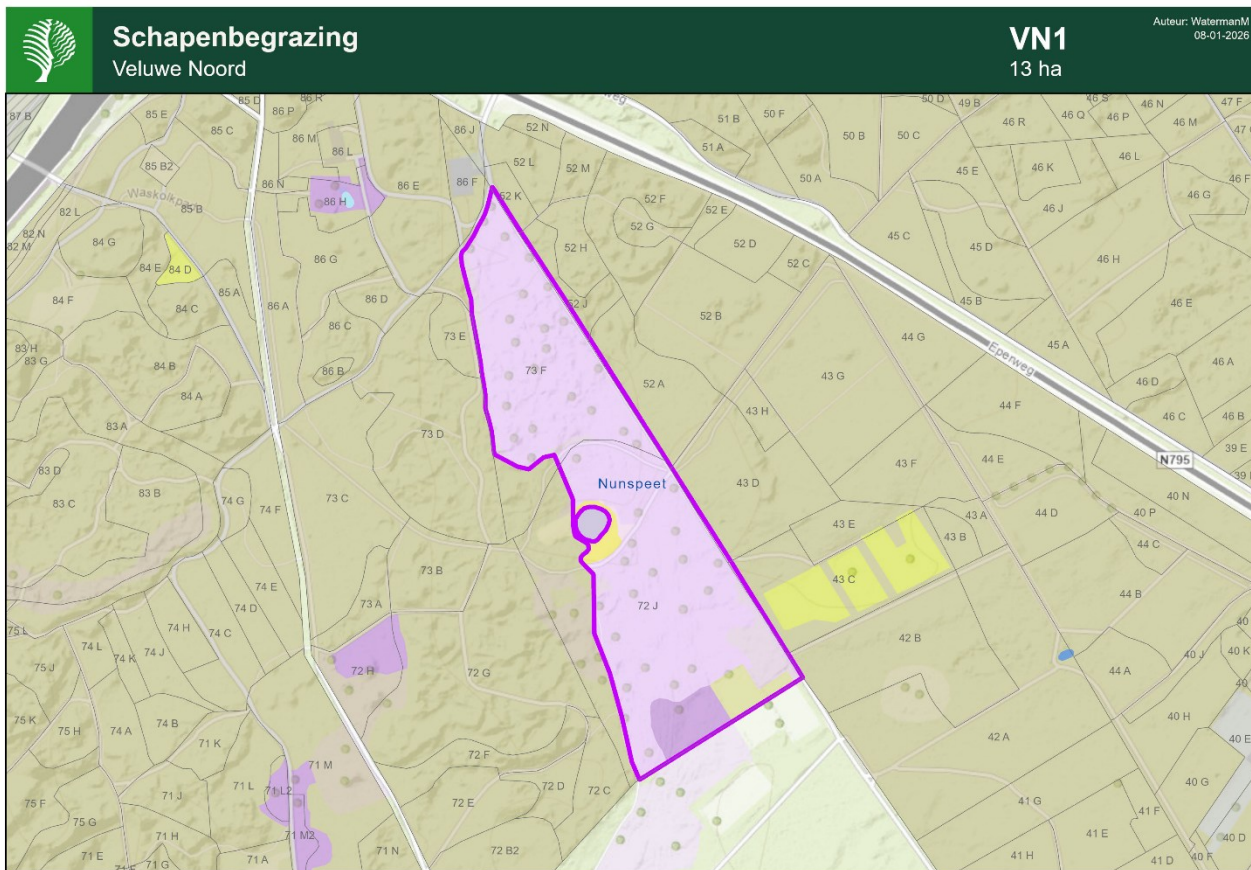 Schapenbegrazing
Veluwe Noord
VN1
13 ha
Auteur: WatermanM
08-01-2026
87 B
85 E
85 D
86 P
86 R
85 C
86 M
86 L
86 J
52 N
85 B2
52 L
52 M
86 N
86 E
86 F
52 K
Waskolkpad
85 B
86 H
82 L
82 N
82 M
84 G
84 E
84 D
85 A
86 G
52 H
52 G
52 F
52 E
52 D
52 C
51 B
51 A
50 F
50 A
50 B
50 C
50 D
49 B
46 R
46 Q
46 S
46 P
46 N
46 M
47 F
46 L
46 K
45 E
46 F
46 G
46 J
45 C
45 D
46 H
84 F
84 C
86 A
86 D
86 C
52 J
52 B
45 B
46 E
44 G
45 A
Eperweg
83 H
83 G
84 B
84 A
86 B
73 E
73 F
52 A
43 G
46 A
46 D
44 F
46 C
46 B
43 H
83 A
73 D
83 D
83 C
83 B
74 G
74 F
73 C
Nunspeet
43 D
43 F
44 E
N795
39 E
40 N
43 E
43 A
43 B
44 D
40 P
44 C
73 B
43 C
74 E
74 D
73 A
72 J
44 B
75 L
74 H
74 C
74 L
74 K
74 J
75 J
72 H
72 G
42 B
44 A
40 J
40 K
75 K
75 H
74 B
74 A
71 K
40 H
42 A
40 E
72 F
71 M
71 L
71 L2
72 D
72 C
40 G
75 F
71 J
72 E
41 G
41 F
75 G
71 H
71 M2
41 E
40 D
71 E
71 G
71 A
71 N
72 B2
41 H
41 D
40 F